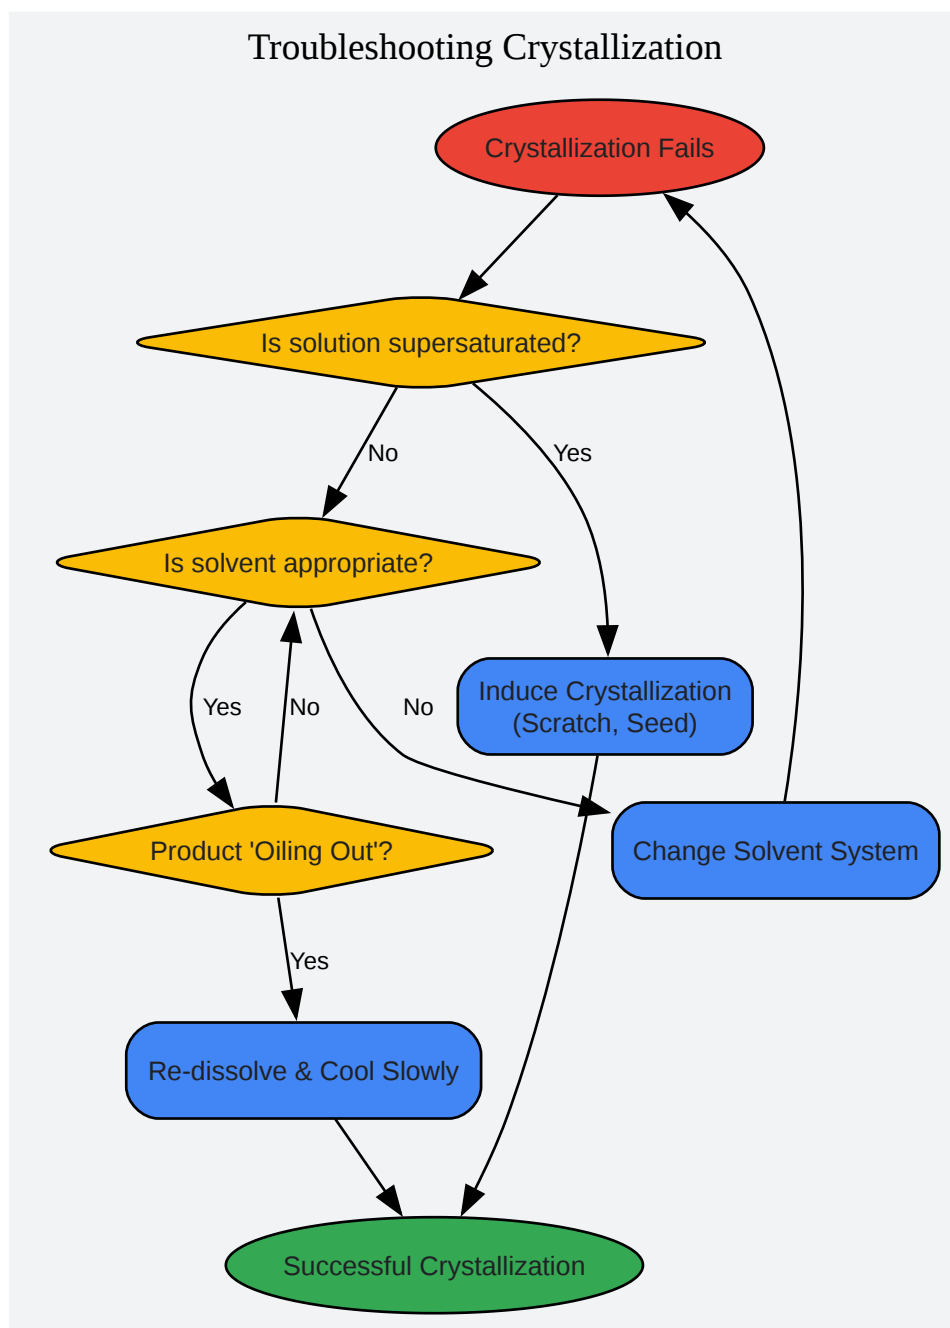 Troubleshooting Crystallization
Crystallization Fails
Is solution supersaturated?
No
Yes
Is solvent appropriate?
Induce Crystallization
(Scratch, Seed)
Yes
No
No
Change Solvent System
Product 'Oiling Out'?
Yes
Re-dissolve & Cool Slowly
Successful Crystallization